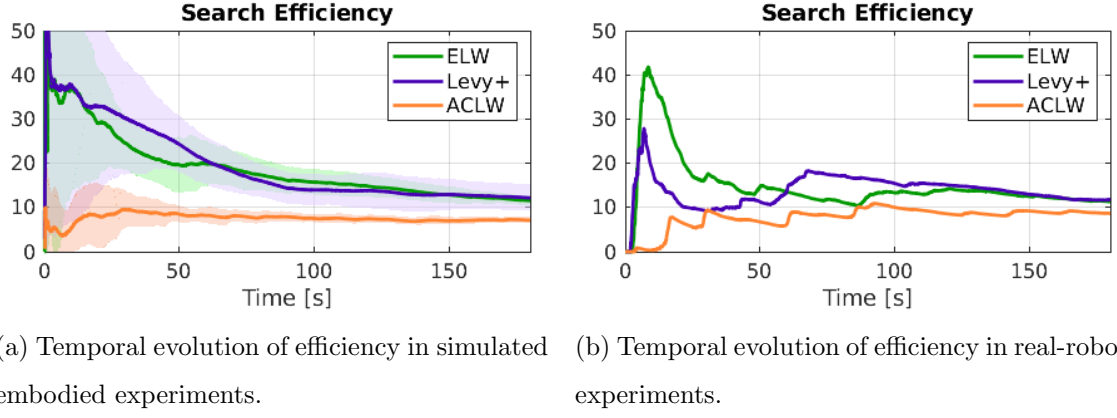 Search Efficiency
50
40
30
20
10
0
ELW
Levy+
ACLW
0 50 100 150
Time [s]
(a) Temporal evolution of efficiency in simulated
embodied experiments.
Search Efficiency
50
40
30
20
10
0
ELW
Levy+
ACLW
0 50 100 150
Time [s]
(b) Temporal evolution of efficiency in real-robo
experiments.